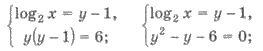 {log₂ x = y – 1,
y(y – 1) = 6;
{log₂ x = y – 1,
y² – y – 6 = 0;